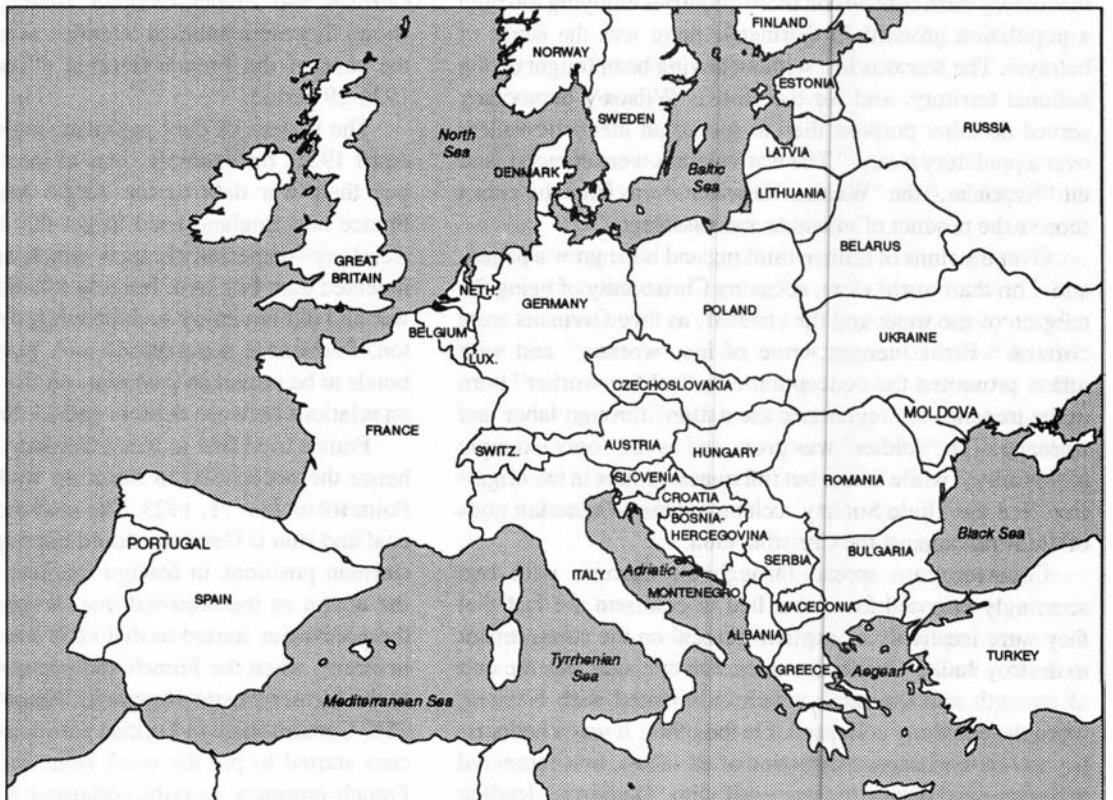 FINLAND
NORWAY
ESTONIA
SWEDEN
RUSSIA
North
Sea
LATVIA
Baltic
Sea
DENMARK
LITHUANIA
BELARUS
GREAT
BRITAIN
NETH.
GERMANY
POLAND
UKRAINE
BELGIUM
Lux.
CZECHOSLOVAKIA
MOLDOVA
FRANCE
AUSTRIA
SWITZ.
HUNGARY
SLOVENIA
ROMANIA
CROATIA
BOSNIA-
HERCEGOVINA
Black Sea
PORTUGAL
SERBIA
BULGARIA
ITALY
Adriatic
SPAIN
MONTENEGRO
MACEDONIA
ALBANIA
TURKEY
GREECE
Aegean
Tyrrhenian
Sea
Mediterranean Sea